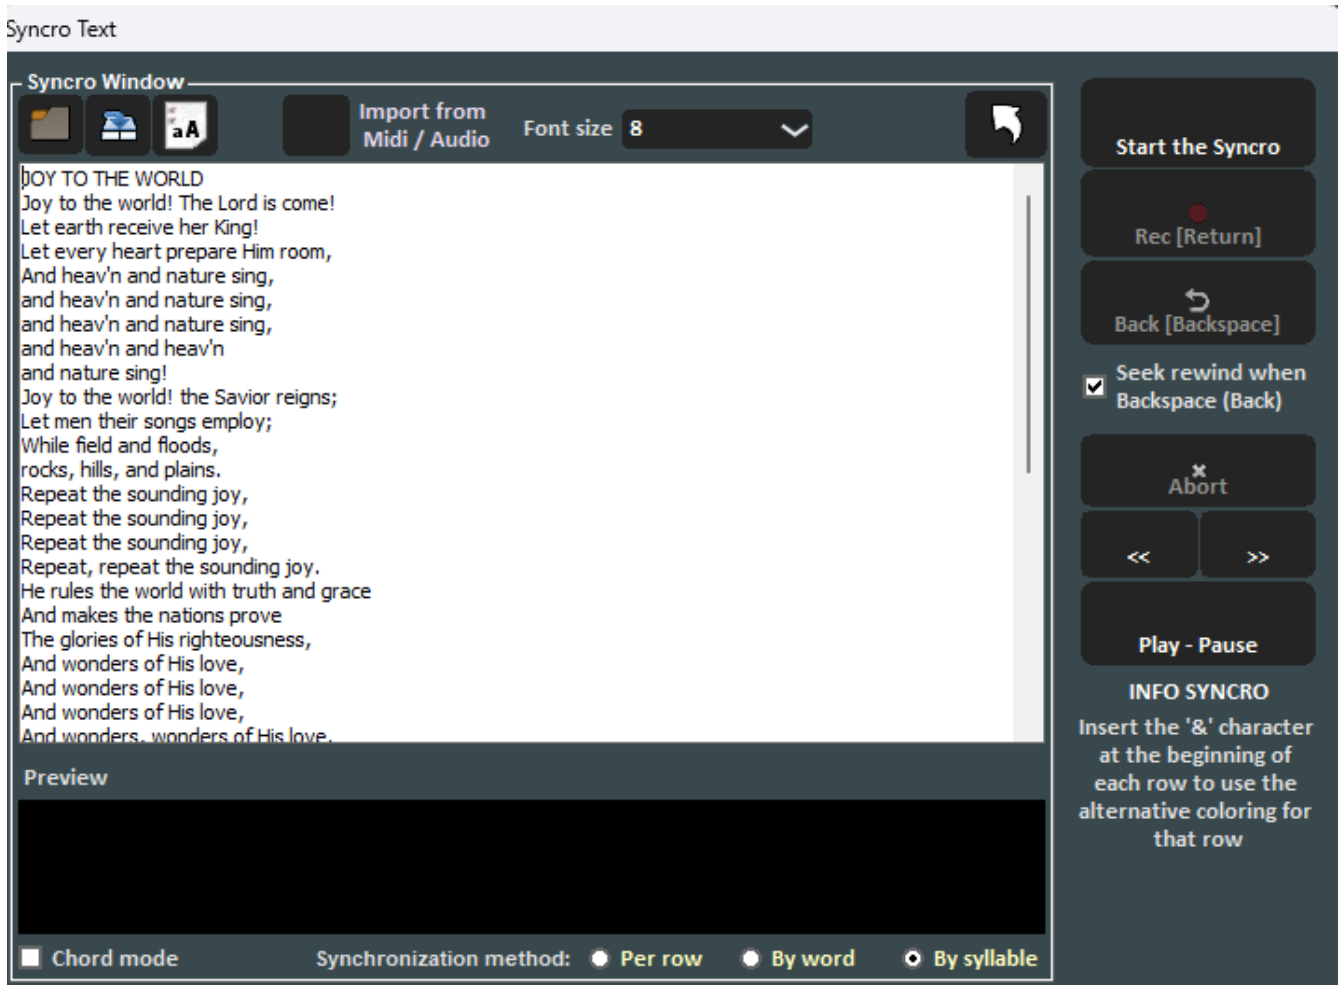 Syncro Text
Syncro Window
aA
Import from
Midi / Audio
Font size 8
JOY TO THE WORLD
Joy to the world! The Lord is come!
Let earth receive her King!
Let every heart prepare Him room,
And heav'n and nature sing,
and heav'n and nature sing,
and heav'n and nature sing,
and heav'n and heav'n
and nature sing!
Joy to the world! the Savior reigns;
Let men their songs employ;
While field and floods,
rocks, hills, and plains.
Repeat the sounding joy,
Repeat the sounding joy,
Repeat the sounding joy,
Repeat, repeat the sounding joy.
He rules the world with truth and grace
And makes the nations prove
The glories of His righteousness,
And wonders of His love,
And wonders of His love,
And wonders of His love,
And wonders, wonders of His love.
Preview
Chord mode
Synchronization method: Per row By word By syllable
Start the Syncro
Rec [Return]
Back [Backspace]
Seek rewind when
Backspace (Back)
Abort
<< >>
Play - Pause
INFO SYNCRO
Insert the '&' character
at the beginning of
each row to use the
alternative coloring for
that row